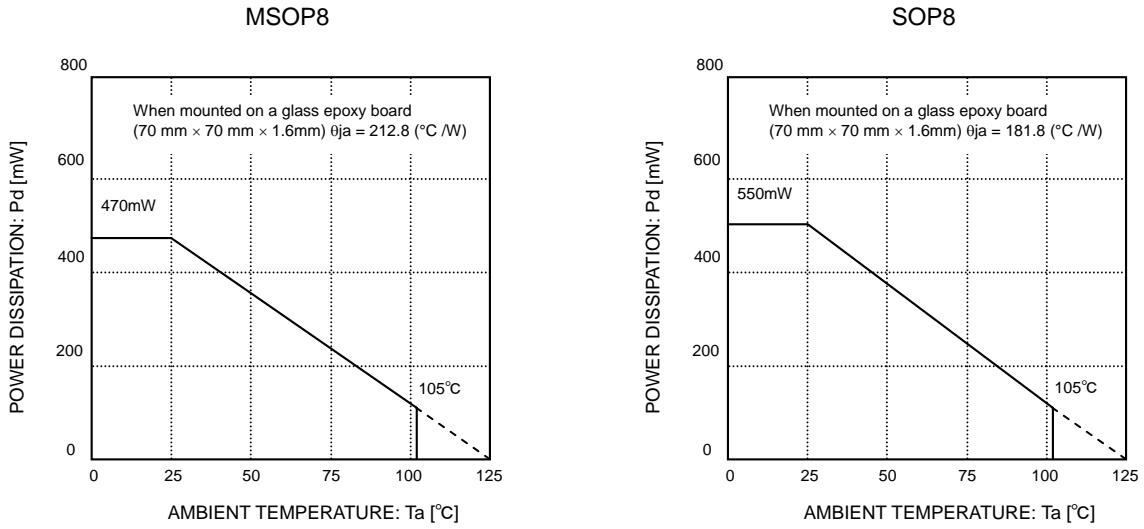 MSOP8
800
When mounted on a glass epoxy board
(70 mm × 70 mm × 1.6mm) θja = 212.8 (°C /W)
600
470mW
400
200
105°C
0
0 25 50 75 100 125
POWER DISSIPATION: Pd [mW]
AMBIENT TEMPERATURE: Ta [°C]
SOP8
800
When mounted on a glass epoxy board
(70 mm × 70 mm × 1.6mm) θja = 181.8 (°C /W)
600
550mW
400
200
105°C
0
0 25 50 75 100 125
POWER DISSIPATION: Pd [mW]
AMBIENT TEMPERATURE: Ta [°C]